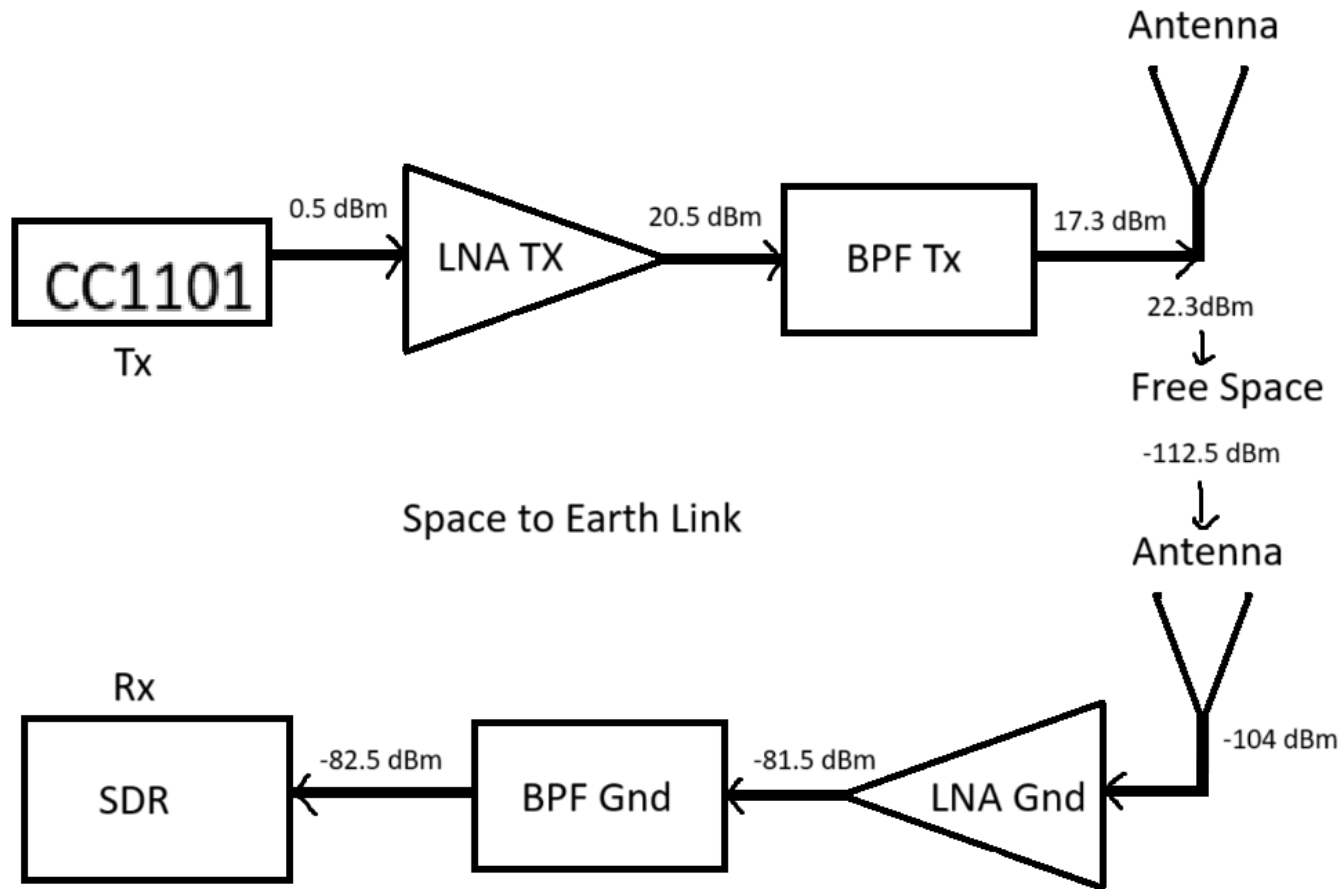 Antenna
0.5 dBm
LNA TX
20.5 dBm
BPF Tx
17.3 dBm
CC1101
Tx
22.3dBm
Free Space
-112.5 dBm
Space to Earth Link
Antenna
Rx
SDR
-82.5 dBm
BPF Gnd
-81.5 dBm
LNA Gnd
-104 dBm